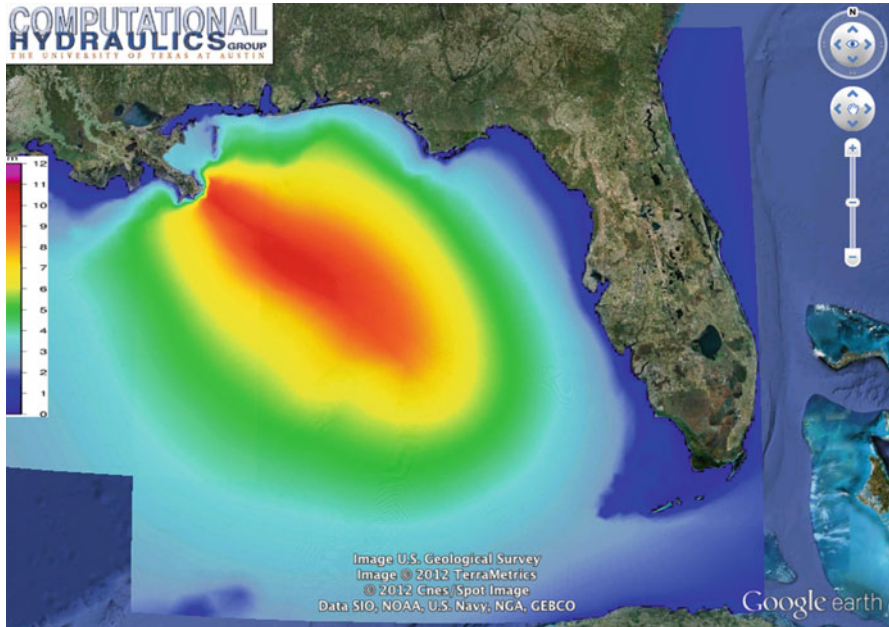 COMPUTATIONAL
HYDRAULICS GROUP
THE UNIVERSITY OF TEXAS AT AUSTIN
N
m
12
11
10
9
8
7
6
5
4
3
2
1
0
Image U.S. Geological Survey
Image © 2012 TerraMetrics
© 2012 Cnes/Spot Image
Data SIO, NOAA, U.S. Navy, NGA, GEBCO
Google earth